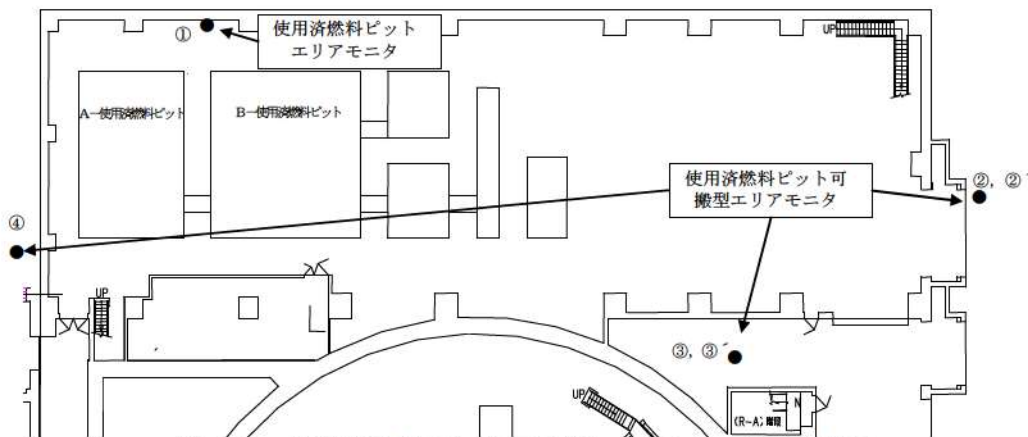 ①
使用済燃料ピット
エリアモニタ
UP
A-使用済燃料ピット
B-使用済燃料ピット
使用済燃料ピット可
搬型エリアモニタ
②, ②´
④
UP
③, ③´
UP
N
(R-A)階段